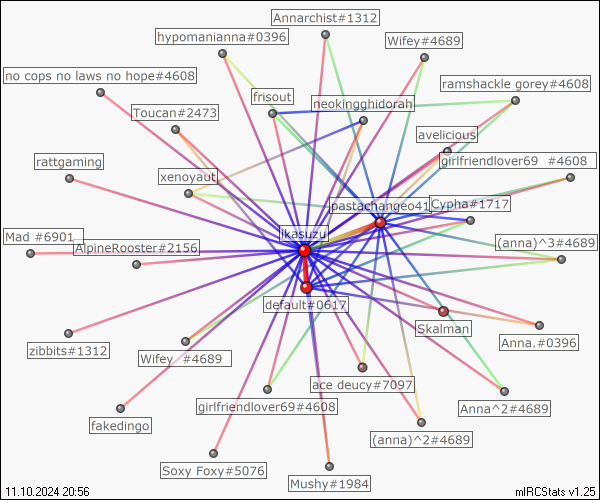 Annarchist#1312
hypomanianna#0396
Wifey#4689
no cops no laws no hope#4608
ramshackle gorey#4608
frisout
neokingghidorah
Toucan#2473
avelicious
rattgaming
girlfriendlover69 #4608
xenoyaut
pastachangeo41
Cypha#1717
Mad #6901
ikasuzu
(anna)^3#4689
AlpineRooster#2156
default#0617
Skalman
Anna.#0396
zibbits#1312
Wifey #4689
ace deucy#7097
girlfriendlover69#4608
Anna^2#4689
fakedingo
(anna)^2#4689
Soxy Foxy#5076
Mushy#1984
11.10.2024 20:56
mIRCStats v1.25